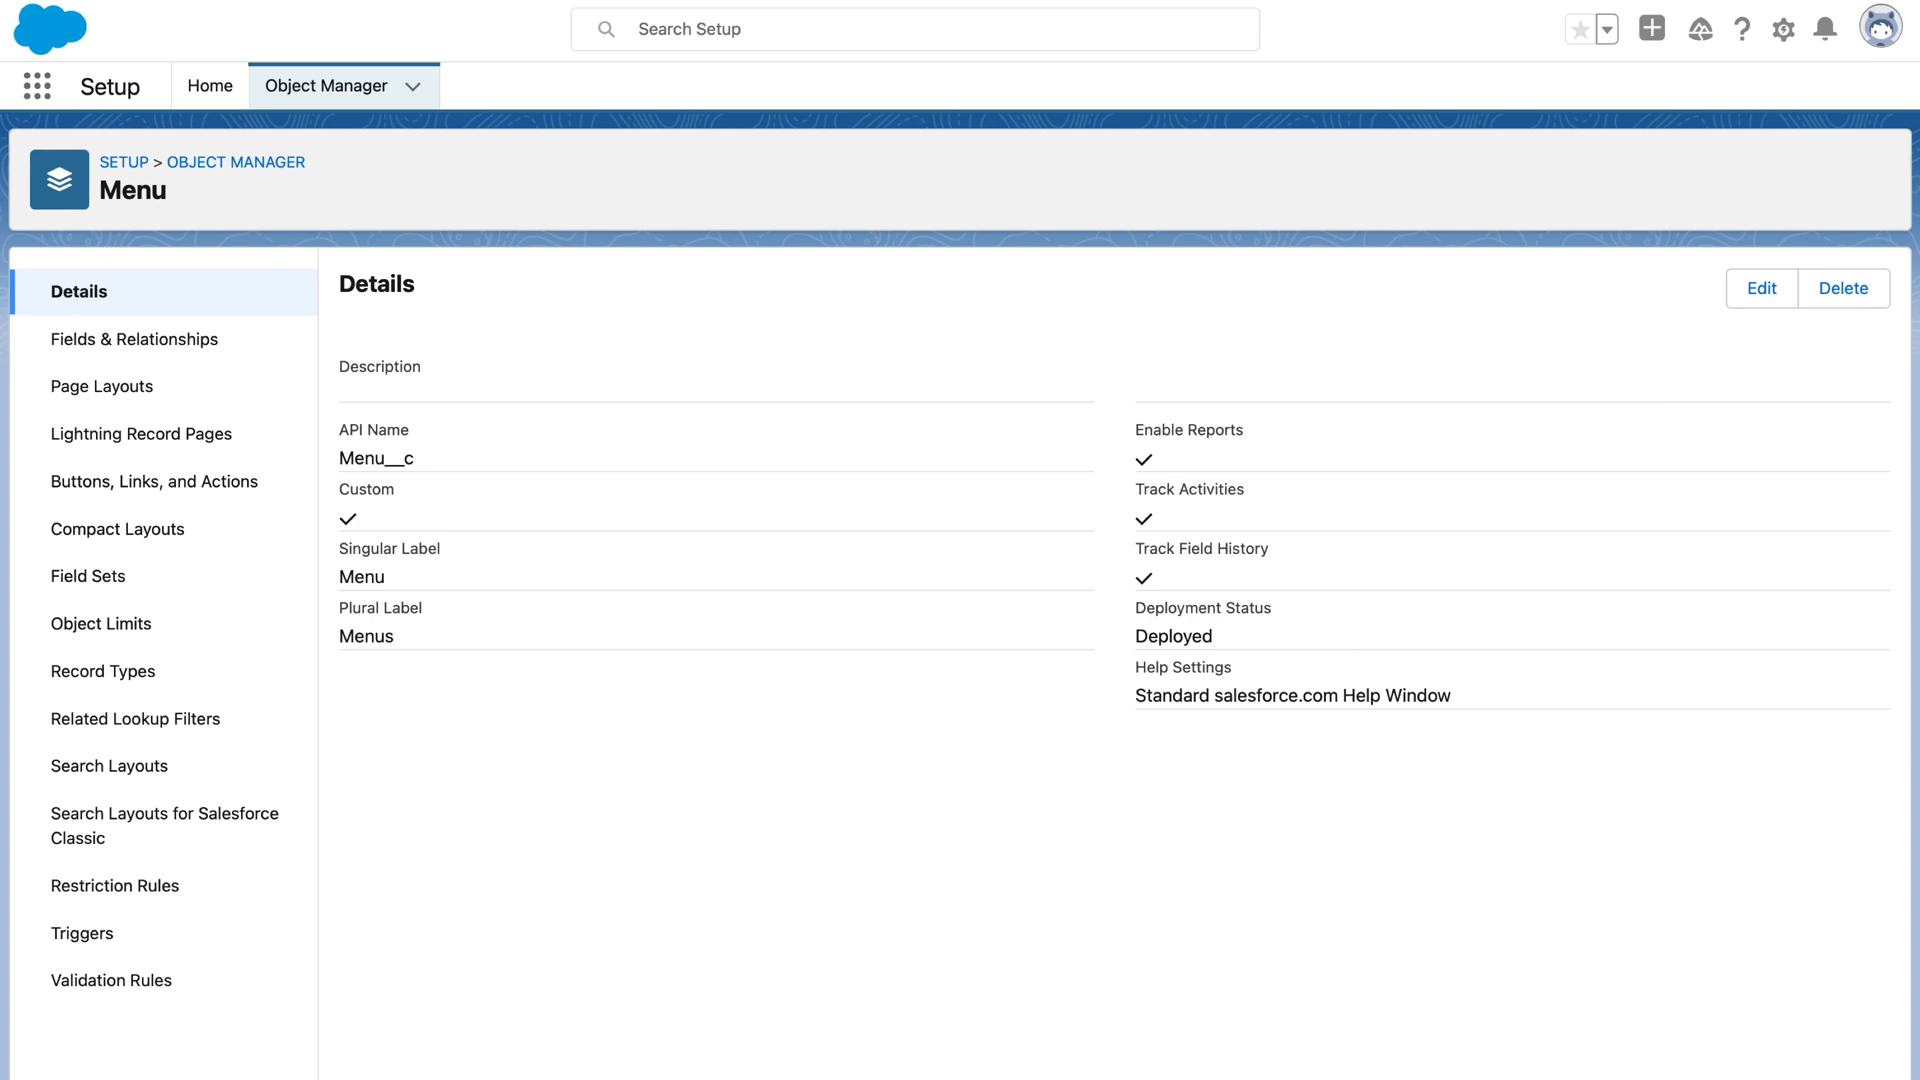 Search Setup
Setup
Home
Object Manager
SETUP > OBJECT MANAGER
Menu
Details
Fields & Relationships
Page Layouts
Lightning Record Pages
Buttons, Links, and Actions
Compact Layouts
Field Sets
Object Limits
Record Types
Related Lookup Filters
Search Layouts
Search Layouts for Salesforce
Classic
Restriction Rules
Triggers
Validation Rules
Details
Edit
Delete
Description
API Name
Menu__c
Custom
Singular Label
Menu
Plural Label
Menus
Enable Reports
Track Activities
Track Field History
Deployment Status
Deployed
Help Settings
Standard salesforce.com Help Window